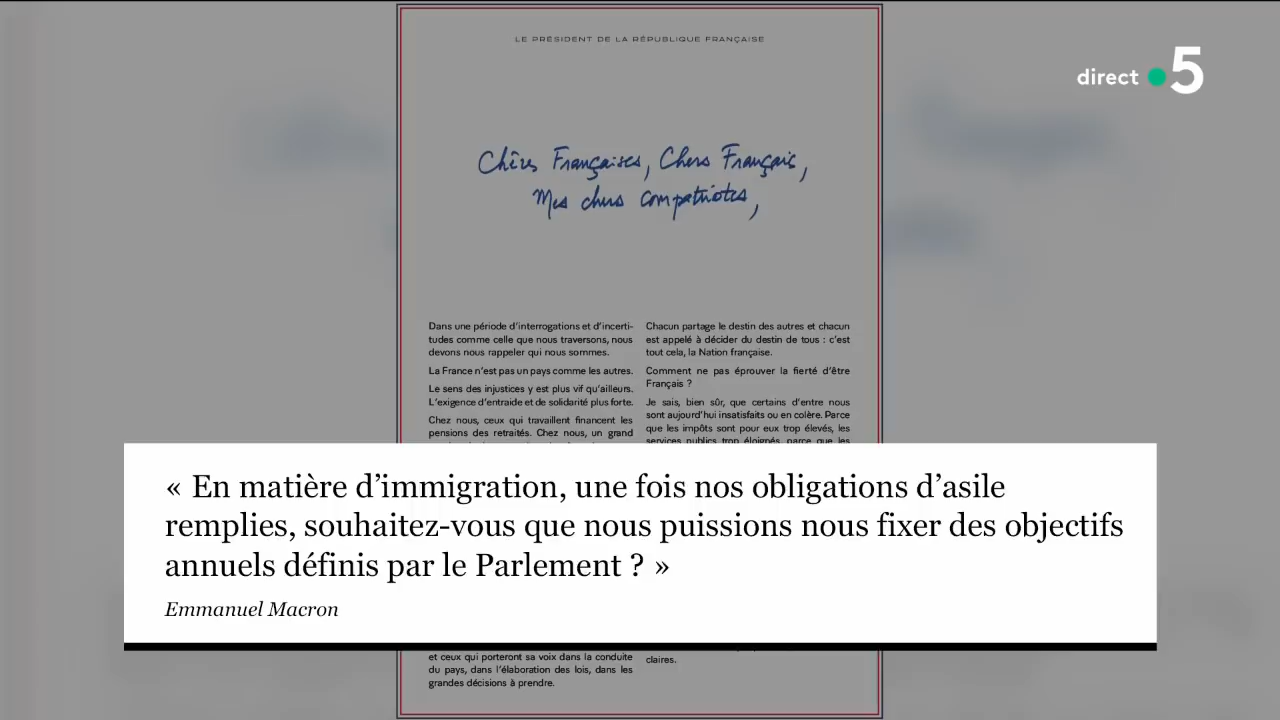 LE PRÉSIDENT DE LA RÉPUBLIQUE FRANÇAISE
direct 5
Chères Françaises, Chers Français,
Mes chers compatriotes,
Dans une période d'interrogations et d'incerti-
tudes comme celle que nous traversons, nous
devons nous rappeler qui nous sommes.
La France n'est pas un pays comme les autres.
Le sens des injustices y est plus vif qu'ailleurs.
L'exigence d'entraide et de solidarité plus forte.
Chez nous, ceux qui travaillent financent les
pensions des retraités. Chez nous, un grand
Chacun partage le destin des autres et chacun
est appelé à décider du destin de tous : c'est
tout cela, la Nation française.
Comment ne pas éprouver la fierté d'être
Français ?
Je sais, bien sûr, que certains d'entre nous
sont aujourd'hui insatisfaits ou en colère. Parce
que les impôts sont pour eux trop élevés, les
services publics trop éloignés, parce que les
« En matière d'immigration, une fois nos obligations d'asile
remplies, souhaitez-vous que nous puissions nous fixer des objectifs
annuels définis par le Parlement ? »
Emmanuel Macron
et ceux qui porteront sa voix dans la conduite
du pays, dans l'élaboration des lois, dans les
grandes décisions à prendre.
claires.